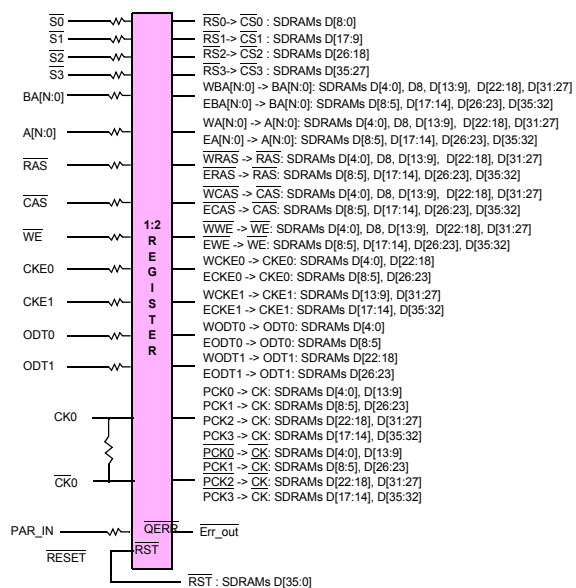 S0
RS0-> CS0 : SDRAMs D[8:0]
S1
RS1-> CS1 : SDRAMs D[17:9]
S2
RS2-> CS2 : SDRAMs D[26:18]
S3
RS3-> CS3 : SDRAMs D[35:27]
BA[N:0]
WBA[N:0] -> BA[N:0]: SDRAMs D[4:0], D8, D[13:9], D[22:18], D[31:27]
EBA[N:0] -> BA[N:0]: SDRAMs D[8:5], D[17:14], D[26:23], D[35:32]
A[N:0]
WA[N:0] -> A[N:0]: SDRAMs D[4:0], D8, D[13:9], D[22:18], D[31:27]
EA[N:0] -> A[N:0]: SDRAMs D[8:5], D[17:14], D[26:23], D[35:32]
RAS
WRAS -> RAS: SDRAMs D[4:0], D8, D[13:9], D[22:18], D[31:27]
ERAS -> RAS: SDRAMs D[8:5], D[17:14], D[26:23], D[35:32]
CAS
WCAS -> CAS: SDRAMs D[4:0], D8, D[13:9], D[22:18], D[31:27]
ECAS -> CAS: SDRAMs D[8:5], D[17:14], D[26:23], D[35:32]
WE
WWE -> WE: SDRAMs D[4:0], D8, D[13:9], D[22:18], D[31:27]
EWE -> WE: SDRAMs D[8:5], D[17:14], D[26:23], D[35:32]
CKE0
WCKE0 -> CKE0: SDRAMs D[4:0], D[22:18]
ECKE0 -> CKE0: SDRAMs D[8:5], D[26:23]
CKE1
WCKE1 -> CKE1: SDRAMs D[13:9], D[31:27]
ECKE1 -> CKE1: SDRAMs D[17:14], D[35:32]
ODT0
WODT0 -> ODT0: SDRAMs D[4:0]
EODT0 -> ODT0: SDRAMs D[8:5]
ODT1
WODT1 -> ODT1: SDRAMs D[22:18]
EODT1 -> ODT1: SDRAMs D[26:23]
1:2
R
E
G
I
S
T
E
R
CK0
PCK0 -> CK: SDRAMs D[4:0], D[13:9]
PCK1 -> CK: SDRAMs D[8:5], D[26:23]
PCK2 -> CK: SDRAMs D[22:18], D[31:27]
PCK3 -> CK: SDRAMs D[17:14], D[35:32]
CK0
PCK0 -> CK: SDRAMs D[4:0], D[13:9]
PCK1 -> CK: SDRAMs D[8:5], D[26:23]
PCK2 -> CK: SDRAMs D[22:18], D[31:27]
PCK3 -> CK: SDRAMs D[17:14], D[35:32]
PAR_IN
QERR
Err_out
RESET
RST
RST : SDRAMs D[35:0]